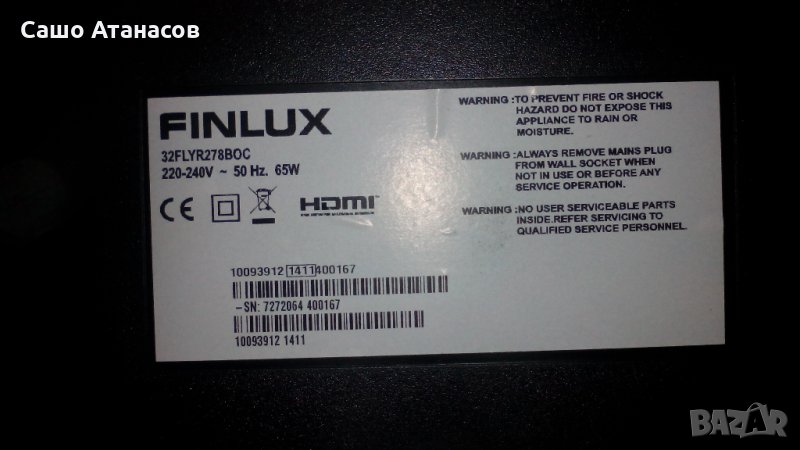 Сашо Атанасов
FINLUX
32FLYR278BOC
220-240V ~ 50 Hz. 65W
CE
HDMI
WARNING :TO PREVENT FIRE OR SHOCK
HAZARD DO NOT EXPOSE THIS
APPLIANCE TO RAIN OR
MOISTURE.
WARNING :ALWAYS REMOVE MAINS PLUG
FROM WALL SOCKET WHEN
NOT IN USE OR BEFORE ANY
SERVICE OPERATION.
WARNING :NO USER SERVICEABLE PARTS
INSIDE.REFER SERVICING TO
QUALIFIED SERVICE PERSONNEL.
10093912 1411 400167
-SN: 7272064 400167
10093912 1411
BAZAR